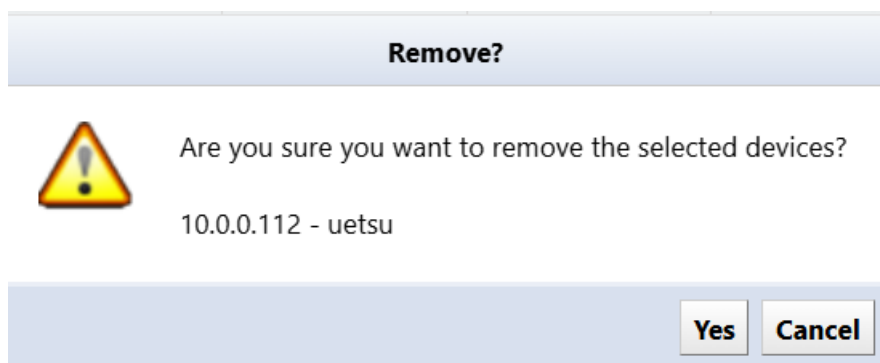 Remove?
Are you sure you want to remove the selected devices?
10.0.0.112 - uetsu
Yes Cancel